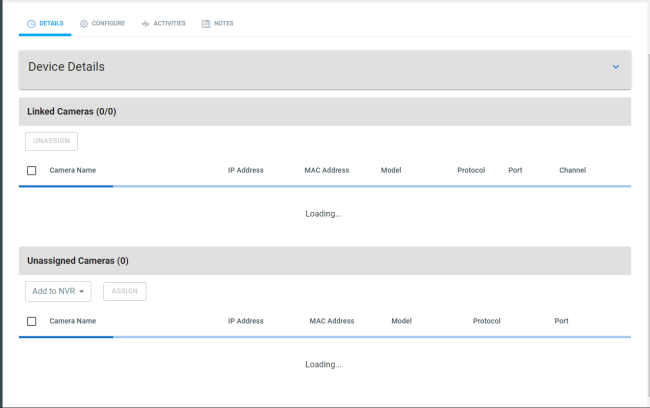 DETAILS CONFIGURE ACTIVITIES NOTES
Device Details
Linked Cameras (0/0)
UNASSIGN
Camera Name IP Address MAC Address Model Protocol Port Channel
Loading...
Unassigned Cameras (0)
Add to NVR ASSIGN
Camera Name IP Address MAC Address Model Protocol Port
Loading...